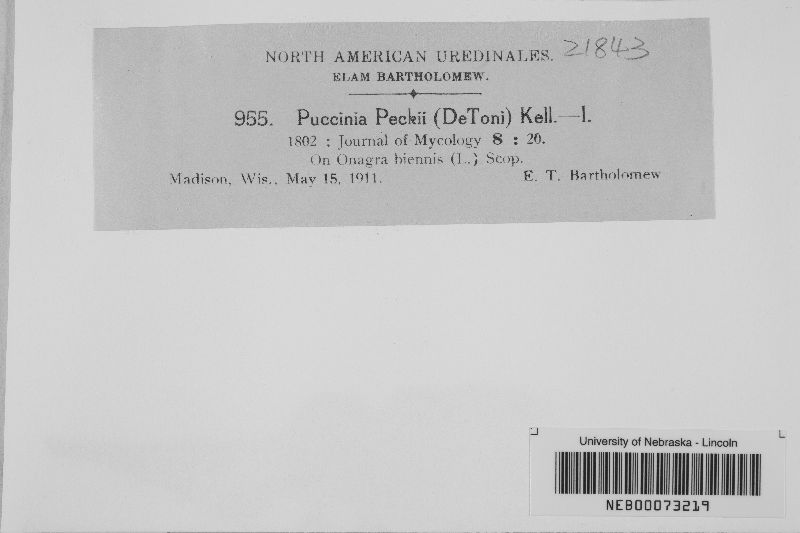 NORTH AMERICAN UREDINALES. 21843
ELAM BARTHOLOMEW.
955. Puccinia Peckii (DeToni) Kell.—I.
1802 : Journal of Mycology 8 : 20.
On Onagra biennis (L.) Scop.
Madison, Wis., May 15, 1911. E. T. Bartholomew
University of Nebraska - Lincoln
NEB00073219